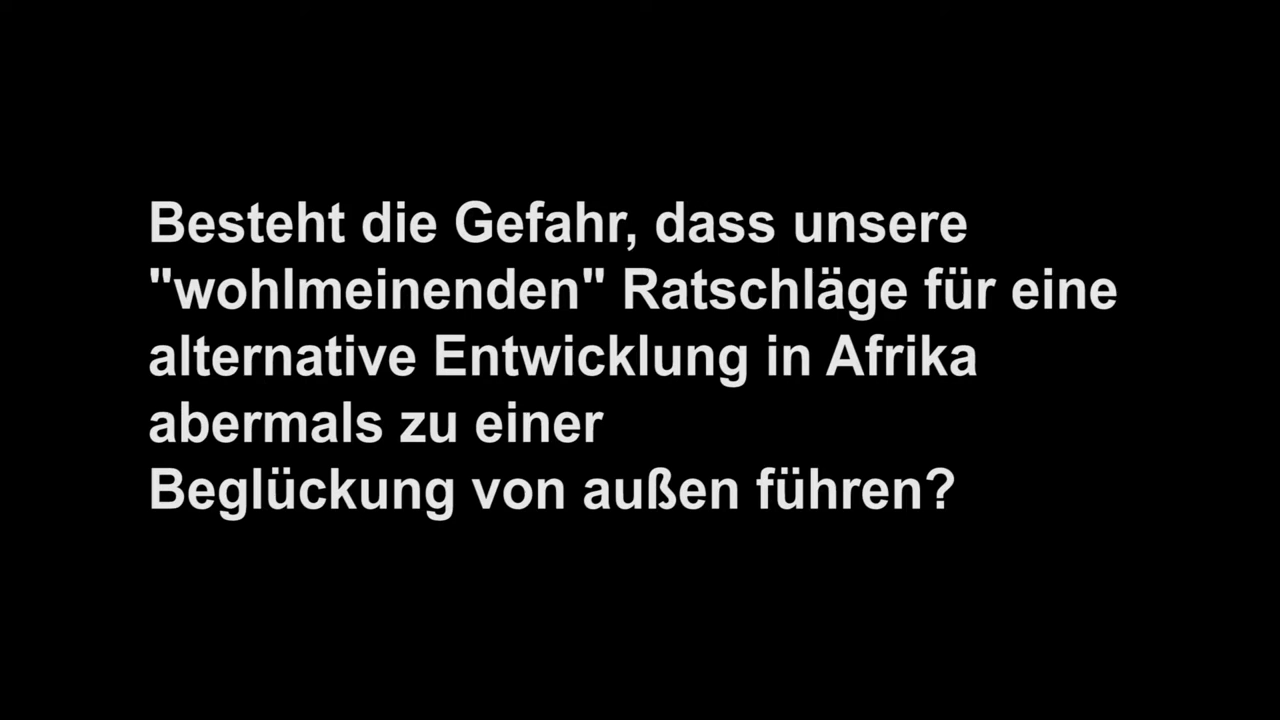 Besteht die Gefahr, dass unsere
"wohlmeinenden" Ratschläge für eine
alternative Entwicklung in Afrika
abermals zu einer
Beglückung von außen führen?